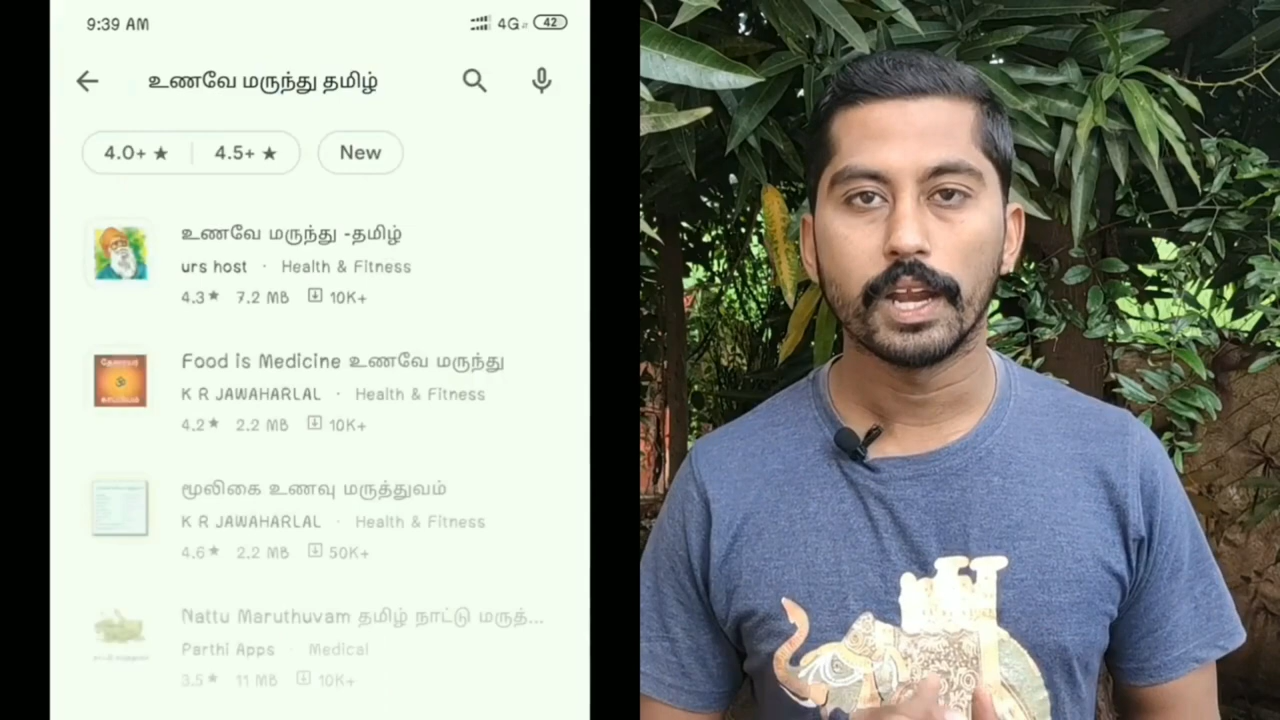 9:39 AM
4G 42
உணவே மருந்து தமிழ்
4.0+ ★ 4.5+ ★ New
உணவே மருந்து -தமிழ்
urs host · Health & Fitness
4.3★ 7.2 MB 10K+
Food is Medicine உணவே மருந்து
K R JAWAHARLAL · Health & Fitness
4.2★ 2.2 MB 10K+
மூலிகை உணவு மருத்துவம்
K R JAWAHARLAL · Health & Fitness
4.6★ 2.2 MB 50K+
Nattu Maruthuvam தமிழ் நாட்டு மருத்...
Parthi Apps · Medical
3.5★ 11 MB 10K+